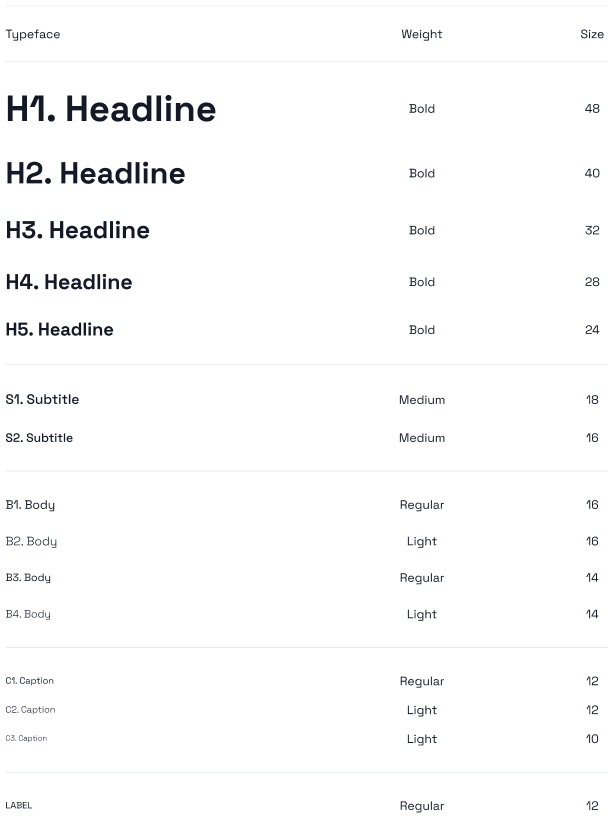 Typeface Weight Size
H1. Headline Bold 48
H2. Headline Bold 40
H3. Headline Bold 32
H4. Headline Bold 28
H5. Headline Bold 24
S1. Subtitle Medium 18
S2. Subtitle Medium 16
B1. Body Regular 16
B2. Body Light 16
B3. Body Regular 14
B4. Body Light 14
C1. Caption Regular 12
C2. Caption Light 12
C3. Caption Light 10
LABEL Regular 12